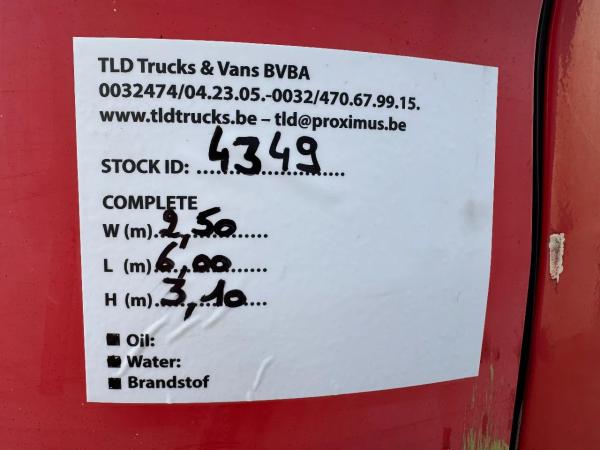 TLD Trucks & Vans BVBA
0032474/04.23.05.-0032/470.67.99.15.
www.tldtrucks.be – tld@proximus.be
STOCK ID: 4349
COMPLETE
W (m) 2,50
L (m) 6,00
H (m) 3,10
Oil:
Water:
Brandstof